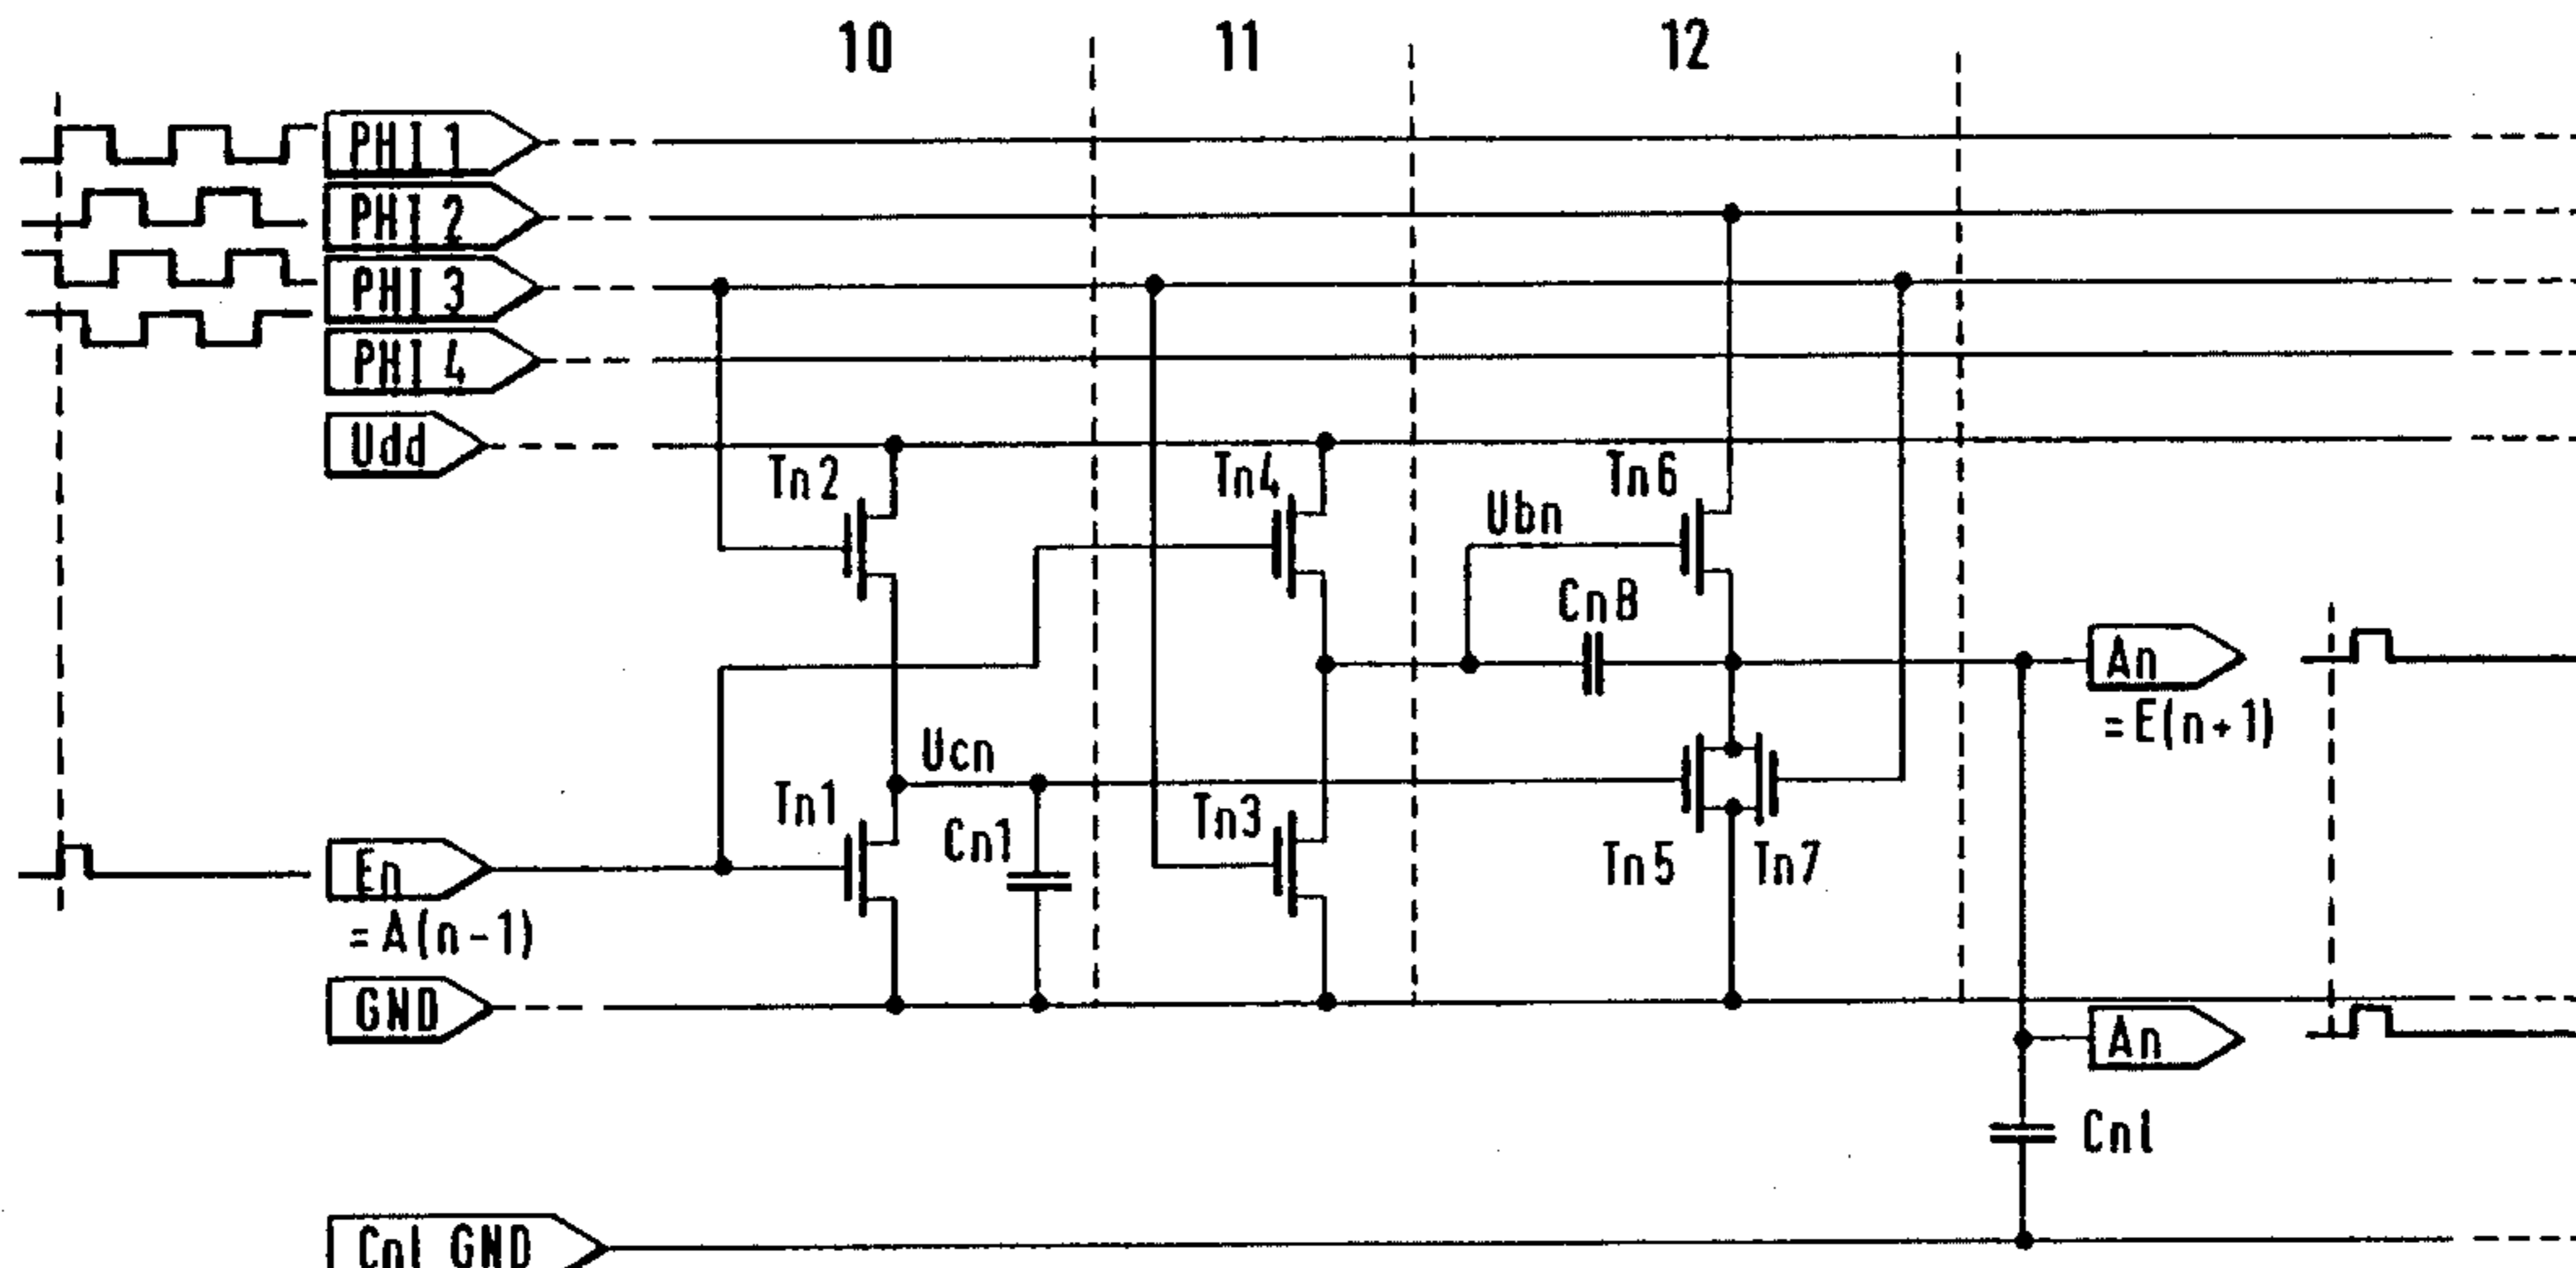 10 11 12
PHI 1
PHI 2
PHI 3
PHI 4
Udd
Tn2 Tn4 Tn6
Ubn
CnB
Ucn
Tn1 Cn1 Tn3
Tn5 Tn7
En
= A(n-1)
GND
An
= E(n+1)
An
Cnl
Cnl GND